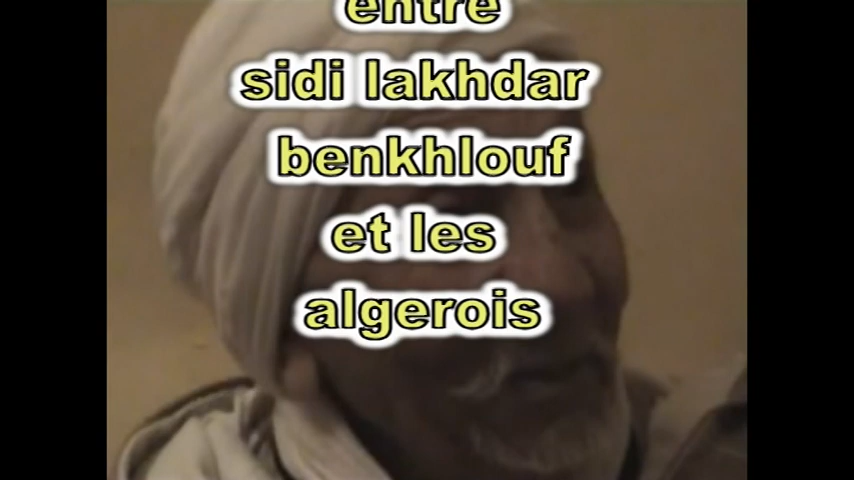 entre
sidi lakhdar
benkhlouf
et les
algerois